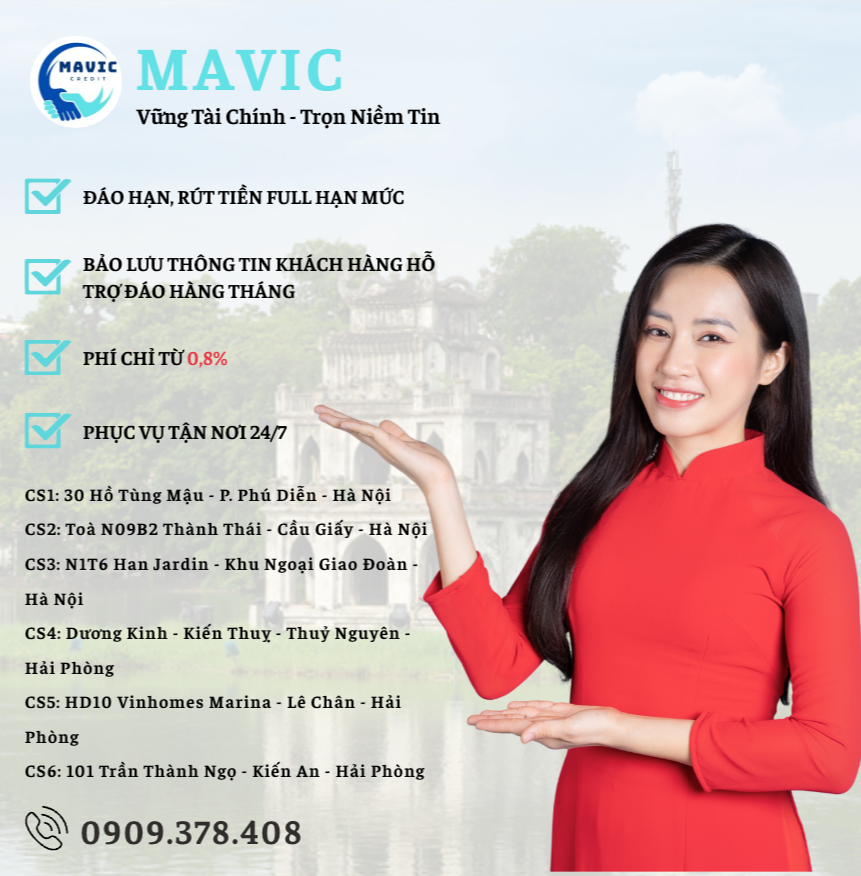 MAVIC
CREDIT
MAVIC
Vững Tài Chính - Trọn Niềm Tin
ĐÁO HẠN, RÚT TIỀN FULL HẠN MỨC
BẢO LƯU THÔNG TIN KHÁCH HÀNG HỖ
TRỢ ĐÁO HÀNG THÁNG
PHÍ CHỈ TỪ 0,8%
PHỤC VỤ TẬN NƠI 24/7
CS1: 30 Hồ Tùng Mậu - P. Phú Diễn - Hà Nội
CS2: Toà N09B2 Thành Thái - Cầu Giấy - Hà Nội
CS3: N1T6 Han Jardin - Khu Ngoại Giao Đoàn -
Hà Nội
CS4: Dương Kinh - Kiến Thuỵ - Thuỷ Nguyên -
Hải Phòng
CS5: HD10 Vinhomes Marina - Lê Chân - Hải
Phòng
CS6: 101 Trần Thành Ngọ - Kiến An - Hải Phòng
0909.378.408